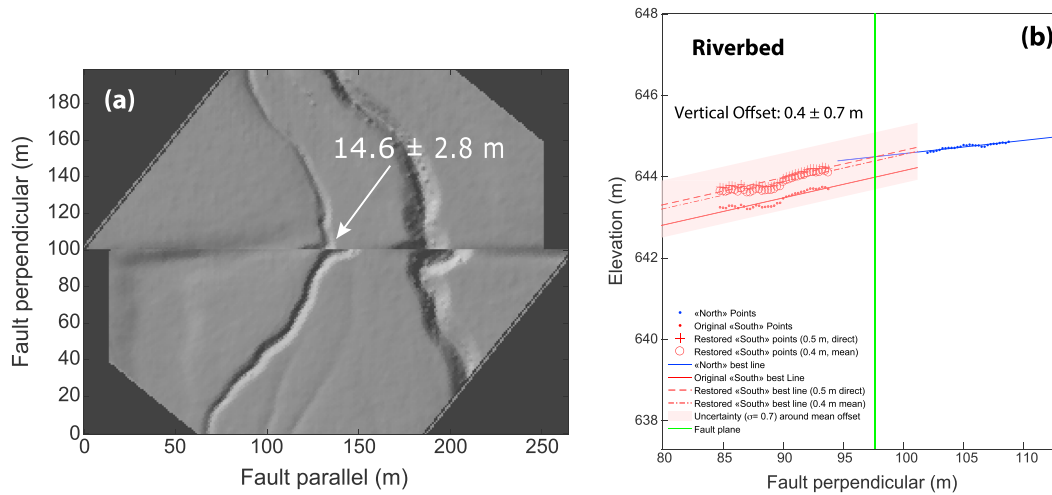 (a)
14.6 ± 2.8 m
180
160
140
120
100
80
60
40
20
0
Fault perpendicular (m)
0
50
100
150
200
250
Fault parallel (m)
(b)
Riverbed
Vertical Offset: 0.4 ± 0.7 m
648
646
644
642
640
638
Elevation (m)
«North» Points
Original «South» Points
Restored «South» points (0.5 m, direct)
Restored «South» points (0.4 m, mean)
«North» best line
Original «South» best Line
Restored «South» best line (0.5 m direct)
Restored «South» best line (0.4 m mean)
Uncertainty (σ= 0.7) around mean offset
Fault plane
80
85
90
95
100
105
110
Fault perpendicular (m)